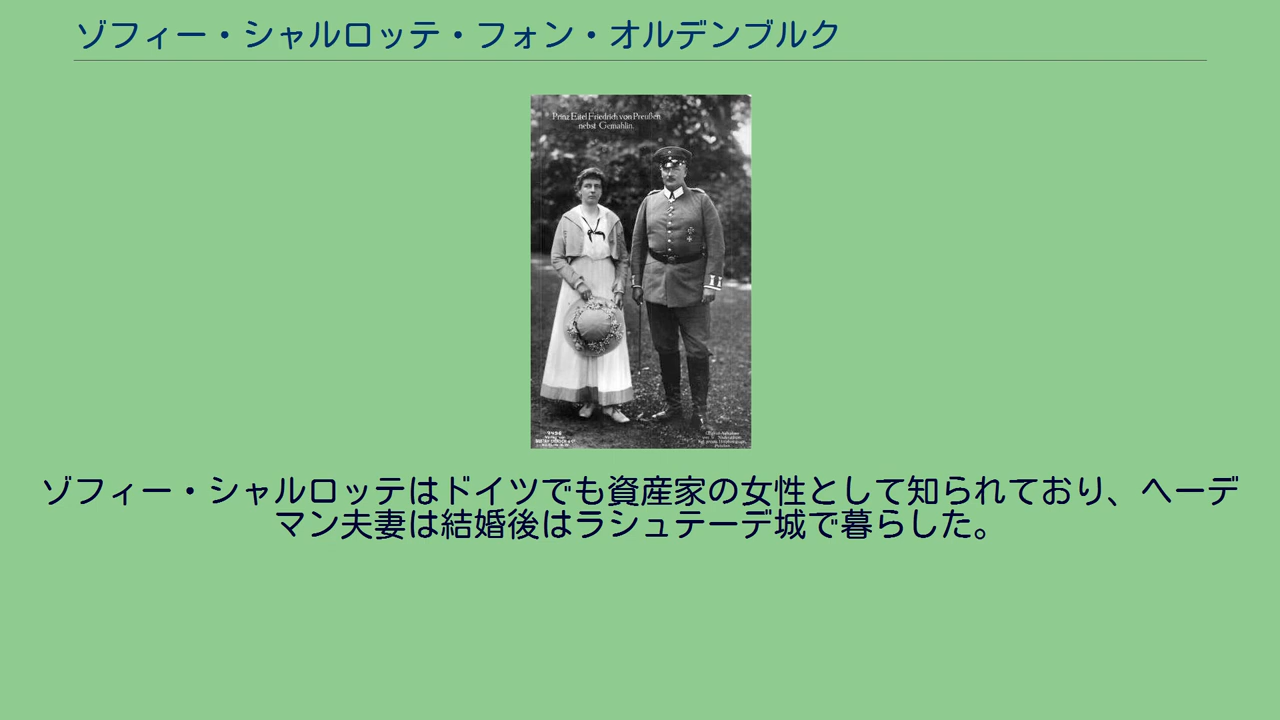 ゾフィー・シャルロッテ・フォン・オルデンブルク
Prinz Eitel Friedrich von Preußen
nebst Gemahlin.
ゾフィー・シャルロッテはドイツでも資産家の女性として知られており、ヘーデ
マン夫妻は結婚後はラシュテーデ城で暮らした。